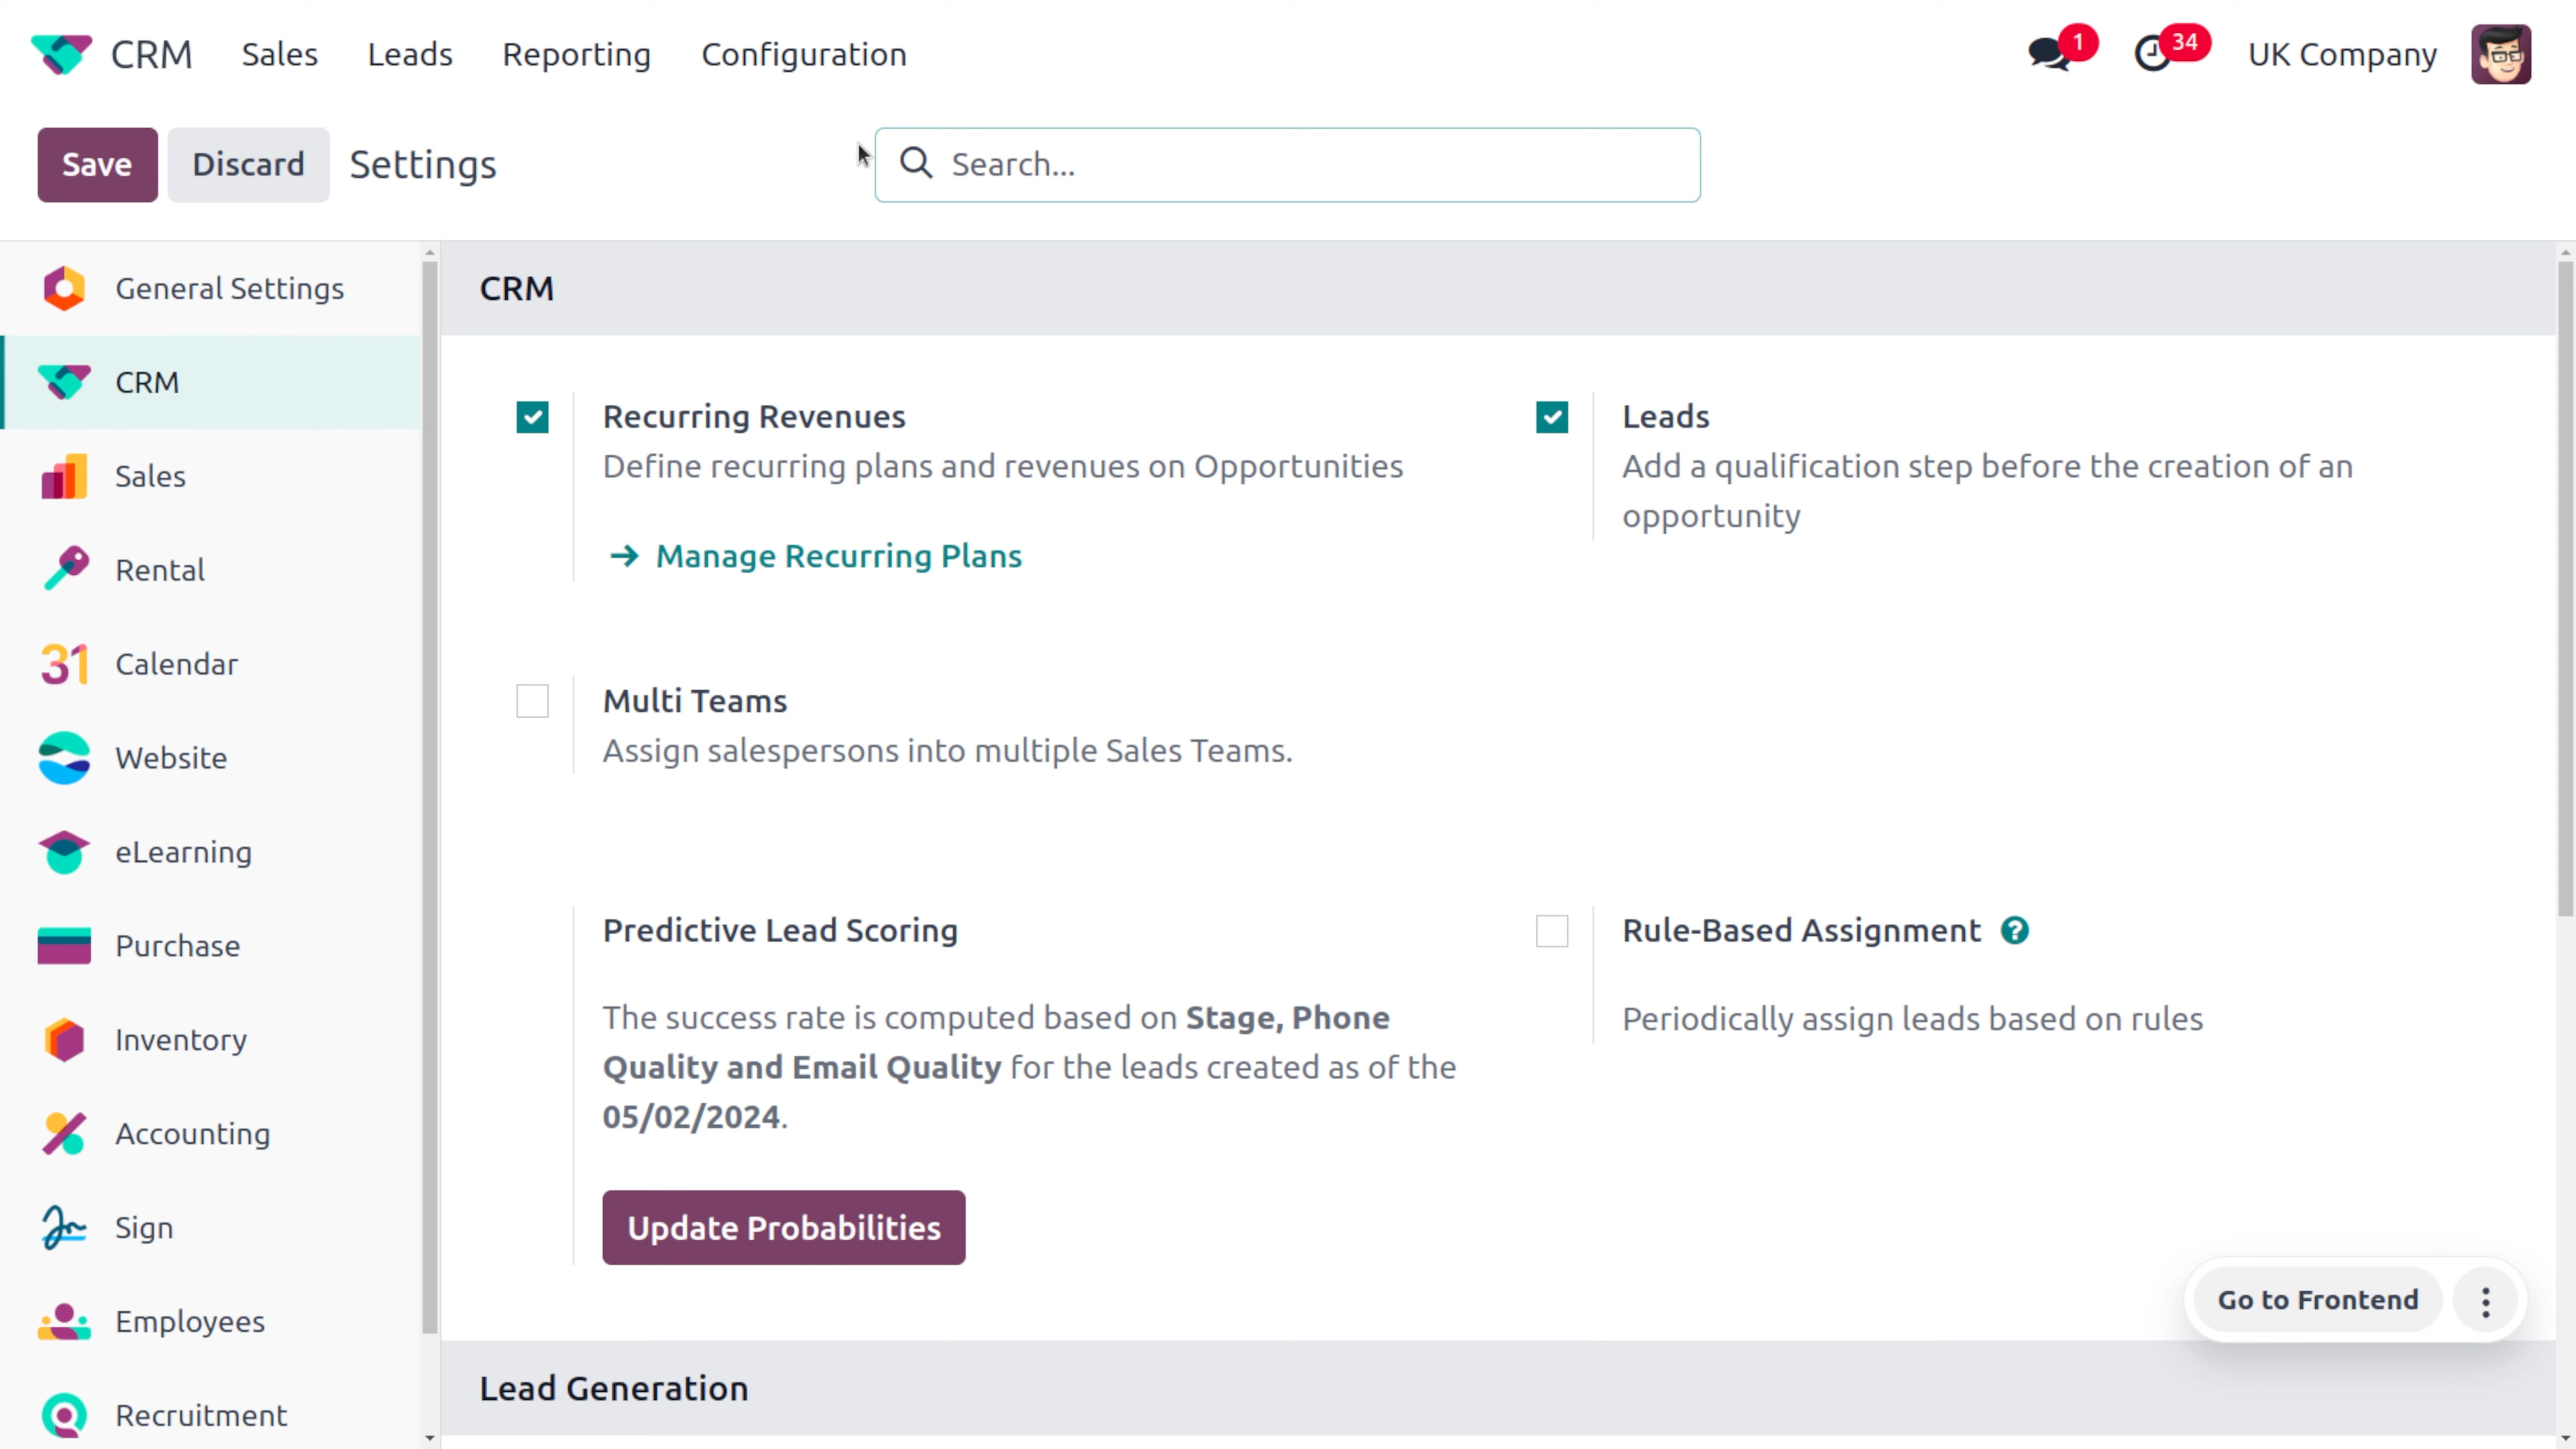 CRM Sales Leads Reporting Configuration 1 34 UK Company
Save Discard Settings Search...
General Settings
CRM
Sales
Rental
31 Calendar
Website
eLearning
Purchase
Inventory
Accounting
Sign
Employees
Recruitment
CRM
Recurring Revenues
Define recurring plans and revenues on Opportunities
Manage Recurring Plans
Leads
Add a qualification step before the creation of an
opportunity
Multi Teams
Assign salespersons into multiple Sales Teams.
Predictive Lead Scoring
The success rate is computed based on Stage, Phone
Quality and Email Quality for the leads created as of the
05/02/2024.
Update Probabilities
Rule-Based Assignment ?
Periodically assign leads based on rules
Go to Frontend
Lead Generation